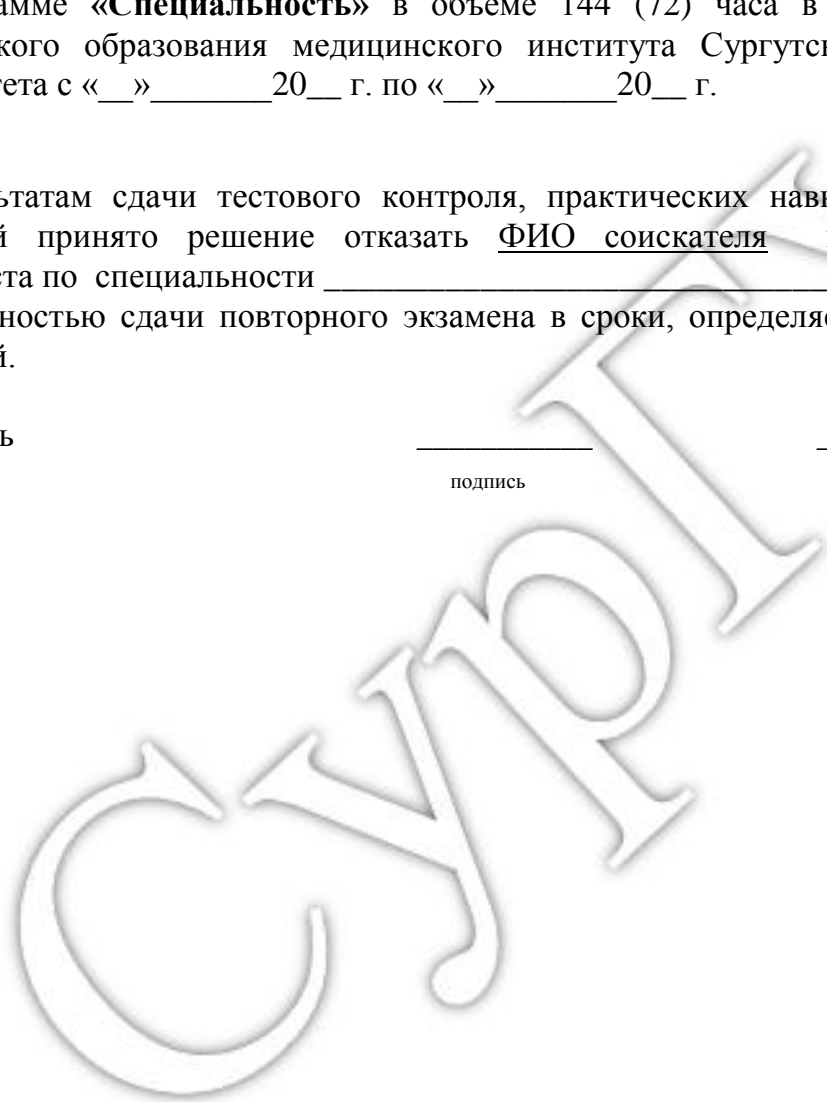 амме «Специальность» в объеме 144 (72) часа в
кого образования медицинского института Сургутск
ета с «__»_______20__ г. по «__»_______20__ г.
ьтатам сдачи тестового контроля, практических навы
й принято решение отказать ФИО соискателя
ста по специальности ______________________________
ностью сдачи повторного экзамена в сроки, определяе
й.
ь ___________ _
подпись
СурГ